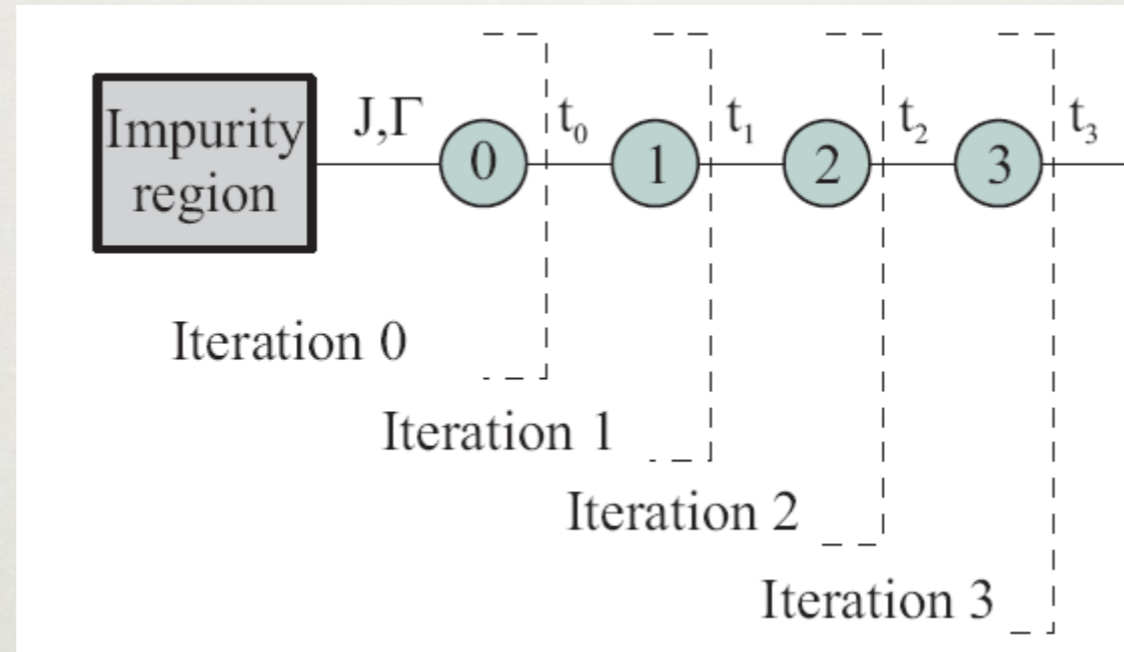 Impurity
region
J,Γ
0
t₀
1
t₁
2
t₂
3
t₃
Iteration 0
Iteration 1
Iteration 2
Iteration 3